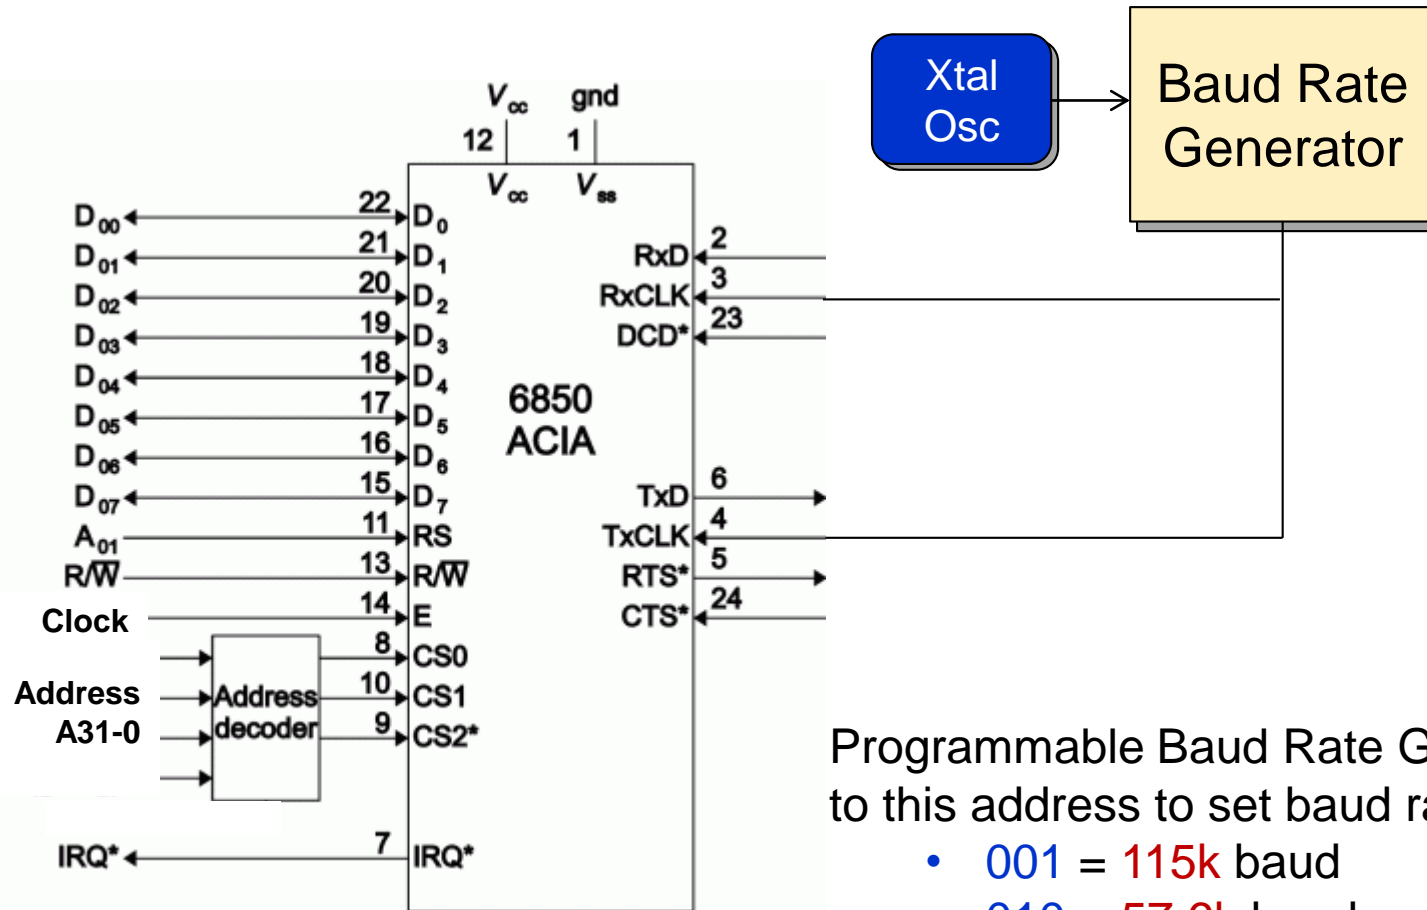 Xtal
Osc
Baud Rate
Generator
Vcc gnd
12 1
Vcc Vss
D00 22 D0
D01 21 D1
D02 20 D2
D03 19 D3
D04 18 D4
D05 17 D5
D06 16 D6
D07 15 D7
A01 11 RS
R/W̅ 13 R/W̅
Clock 14 E
8 CS0
Address 10 CS1
A31-0 9 CS2*
Address
decoder
IRQ* 7 IRQ*
6850
ACIA
RxD 2
RxCLK 3
DCD* 23
TxD 6
TxCLK 4
RTS* 5
CTS* 24
Programmable Baud Rate G
to this address to set baud ra
• 001 = 115k baud